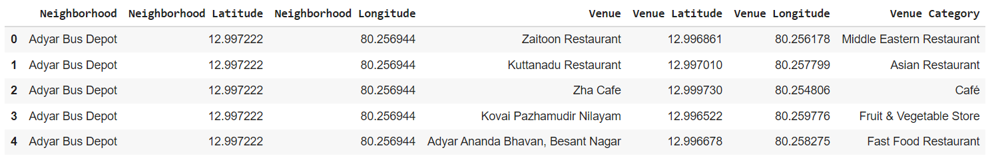 Neighborhood Neighborhood Latitude Neighborhood Longitude Venue Venue Latitude Venue Longitude Venue Category
0 Adyar Bus Depot 12.997222 80.256944 Zaitoon Restaurant 12.996861 80.256178 Middle Eastern Restaurant
1 Adyar Bus Depot 12.997222 80.256944 Kuttanadu Restaurant 12.997010 80.257799 Asian Restaurant
2 Adyar Bus Depot 12.997222 80.256944 Zha Cafe 12.999730 80.254806 Café
3 Adyar Bus Depot 12.997222 80.256944 Kovai Pazhamudir Nilayam 12.996522 80.259776 Fruit & Vegetable Store
4 Adyar Bus Depot 12.997222 80.256944 Adyar Ananda Bhavan, Besant Nagar 12.996678 80.258275 Fast Food Restaurant